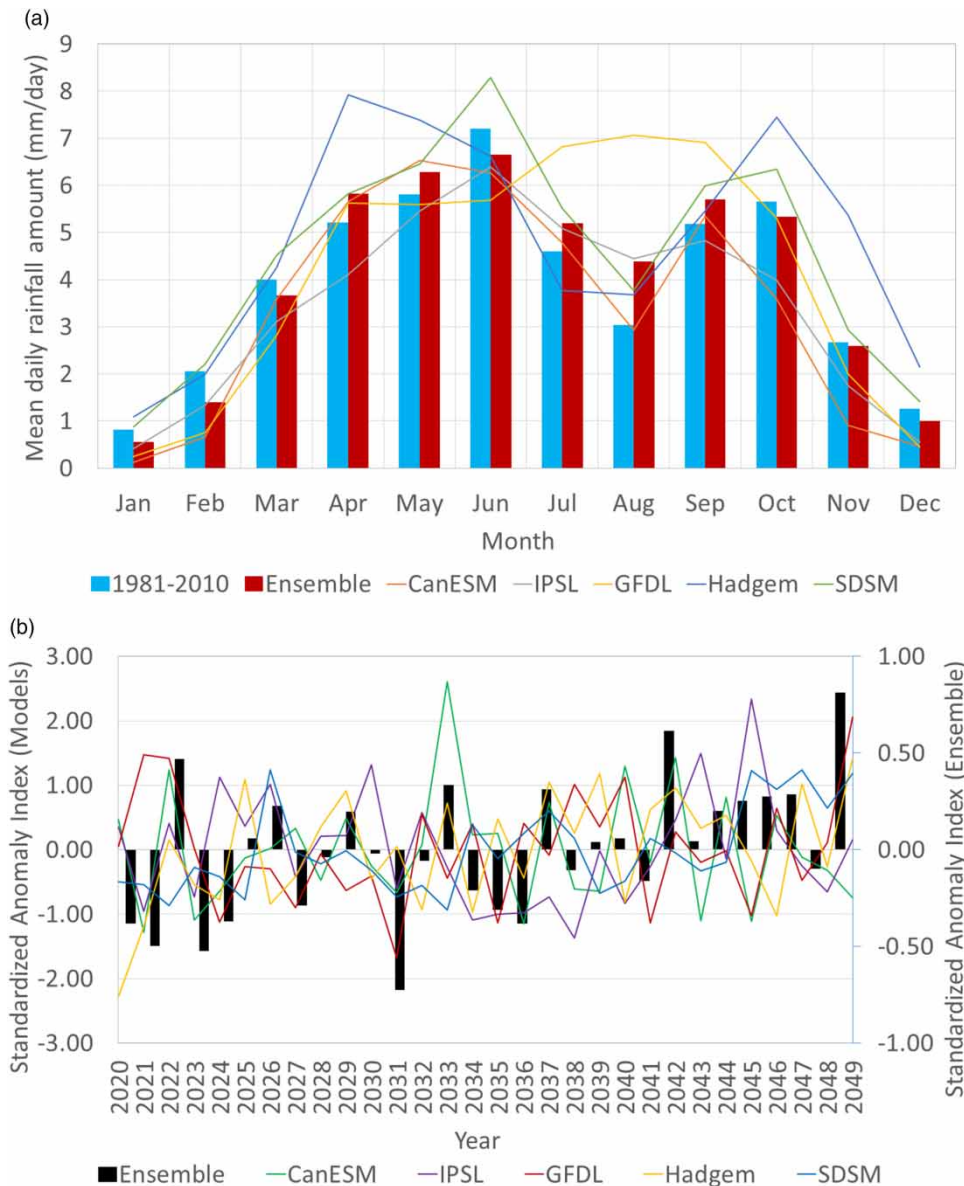 (a)
Mean daily rainfall amount (mm/day)
9
8
7
6
5
4
3
2
1
0
Jan Feb Mar Apr May Jun Jul Aug Sep Oct Nov Dec
Month
1981-2010 Ensemble CanESM IPSL GFDL Hadgem SDSM
(b)
Standardized Anomaly Index (Models)
3.00
2.00
1.00
0.00
-1.00
-2.00
-3.00
1.00
0.50
0.00
-0.50
-1.00
Standardized Anomaly Index (Ensemble)
2020 2021 2022 2023 2024 2025 2026 2027 2028 2029 2030 2031 2032 2033 2034 2035 2036 2037 2038 2039 2040 2041 2042 2043 2044 2045 2046 2047 2048 2049
Year
Ensemble CanESM IPSL GFDL Hadgem SDSM